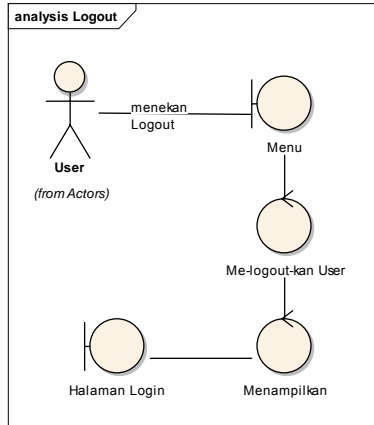 analysis Logout
menekan
Logout
User
(from Actors)
Menu
Me-logout-kan User
Halaman Login
Menampilkan